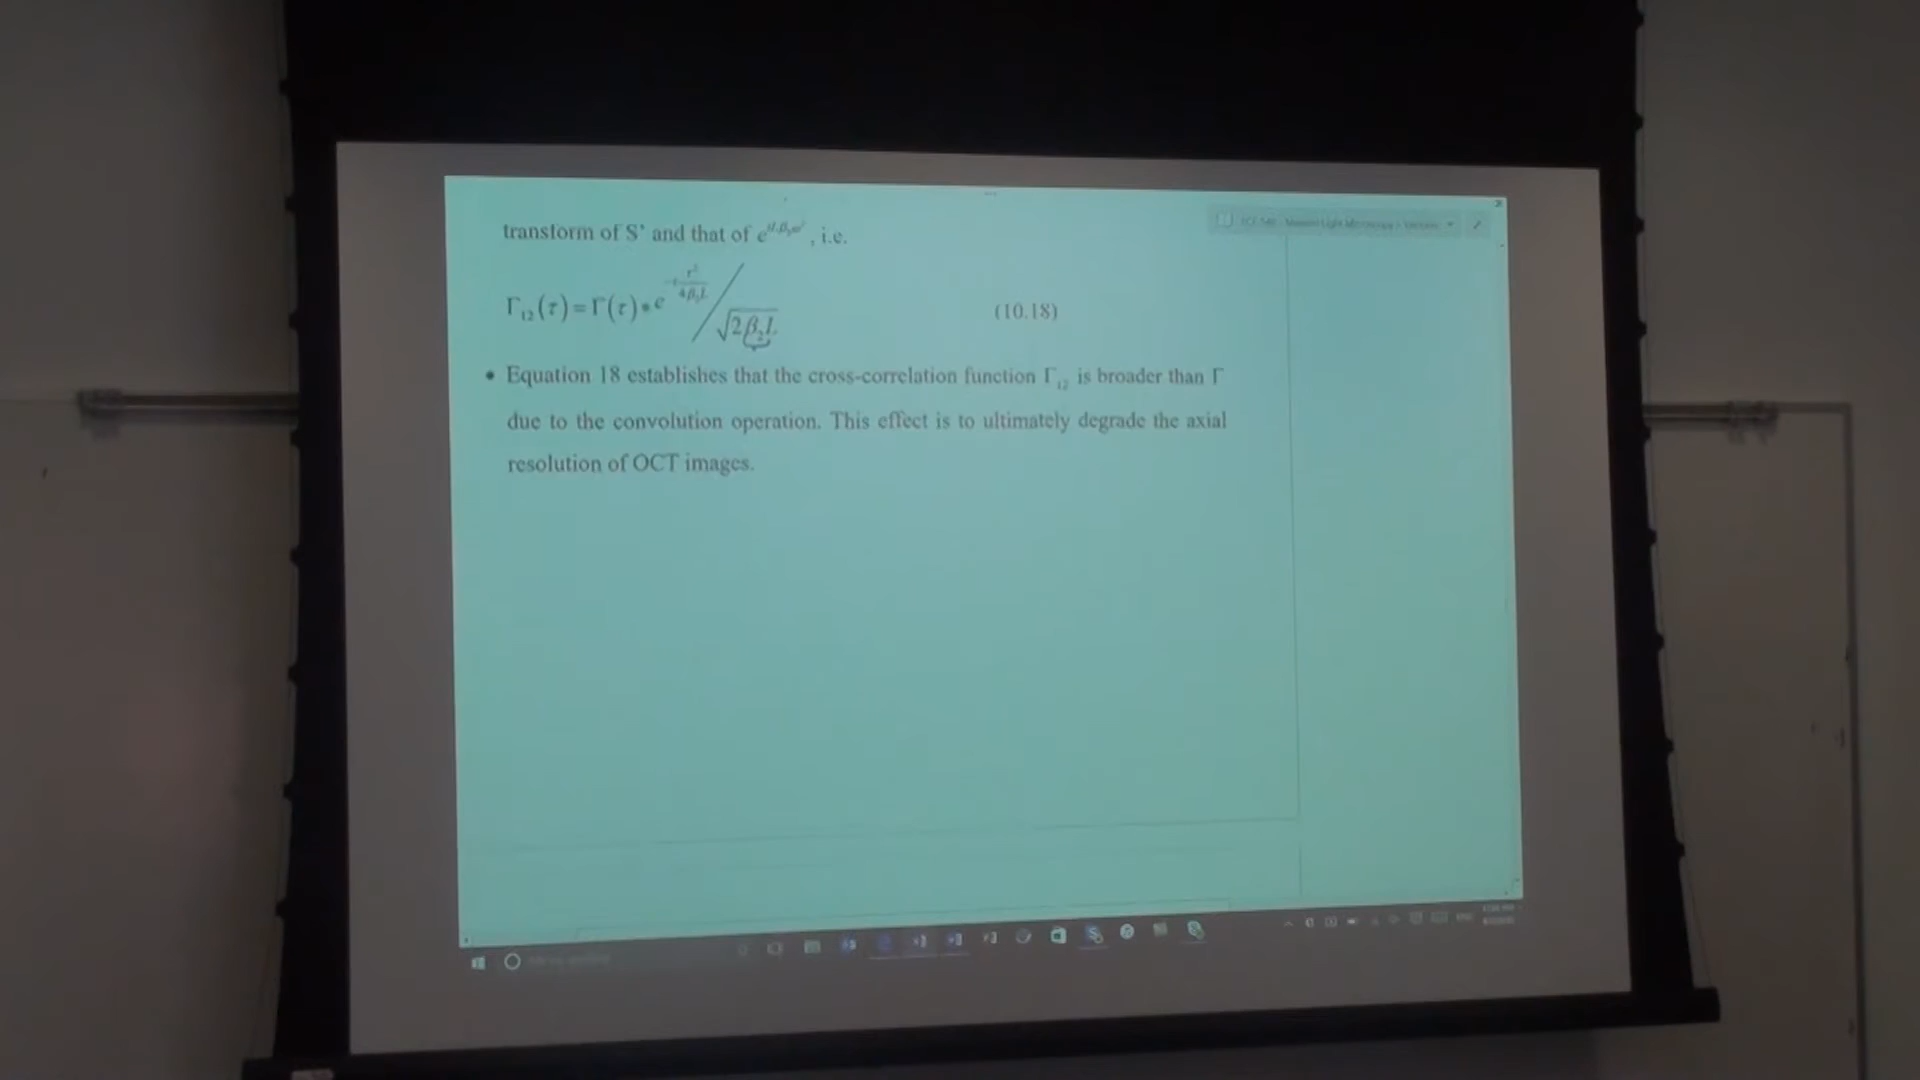 transform of S' and that of e^{iLβ₂ω²}, i.e.
Γ₁₂(τ)=Γ(τ)•e^{-i τ²/4β₂L}/√2β₂L (10.18)
• Equation 18 establishes that the cross-correlation function Γ₁₂ is broader than Γ
due to the convolution operation. This effect is to ultimately degrade the axial
resolution of OCT images.